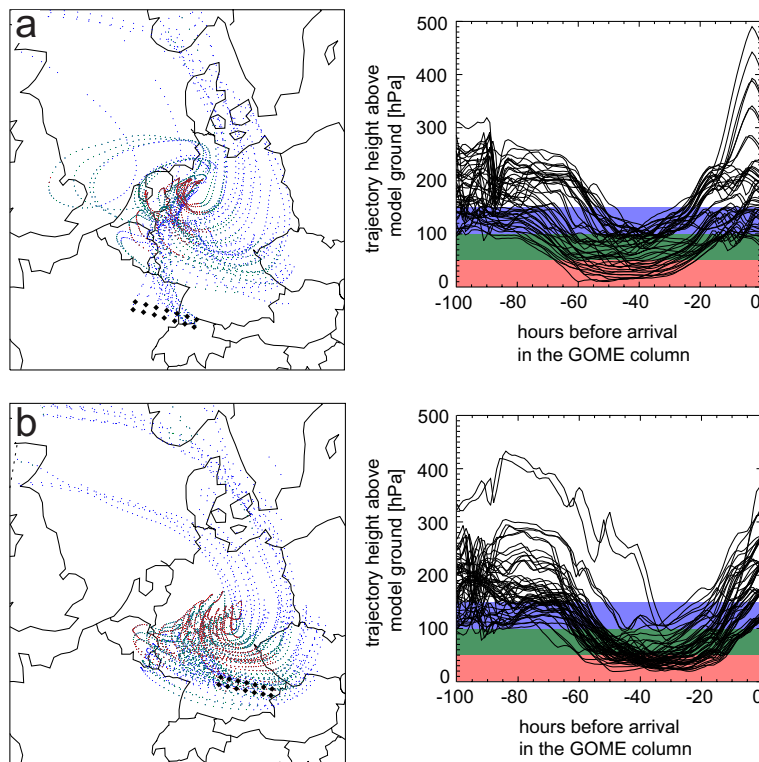 a
500
400
300
200
100
0
trajectory height above
model ground [hPa]
-100 -80 -60 -40 -20 0
hours before arrival
in the GOME column
b
500
400
300
200
100
0
trajectory height above
model ground [hPa]
-100 -80 -60 -40 -20 0
hours before arrival
in the GOME column